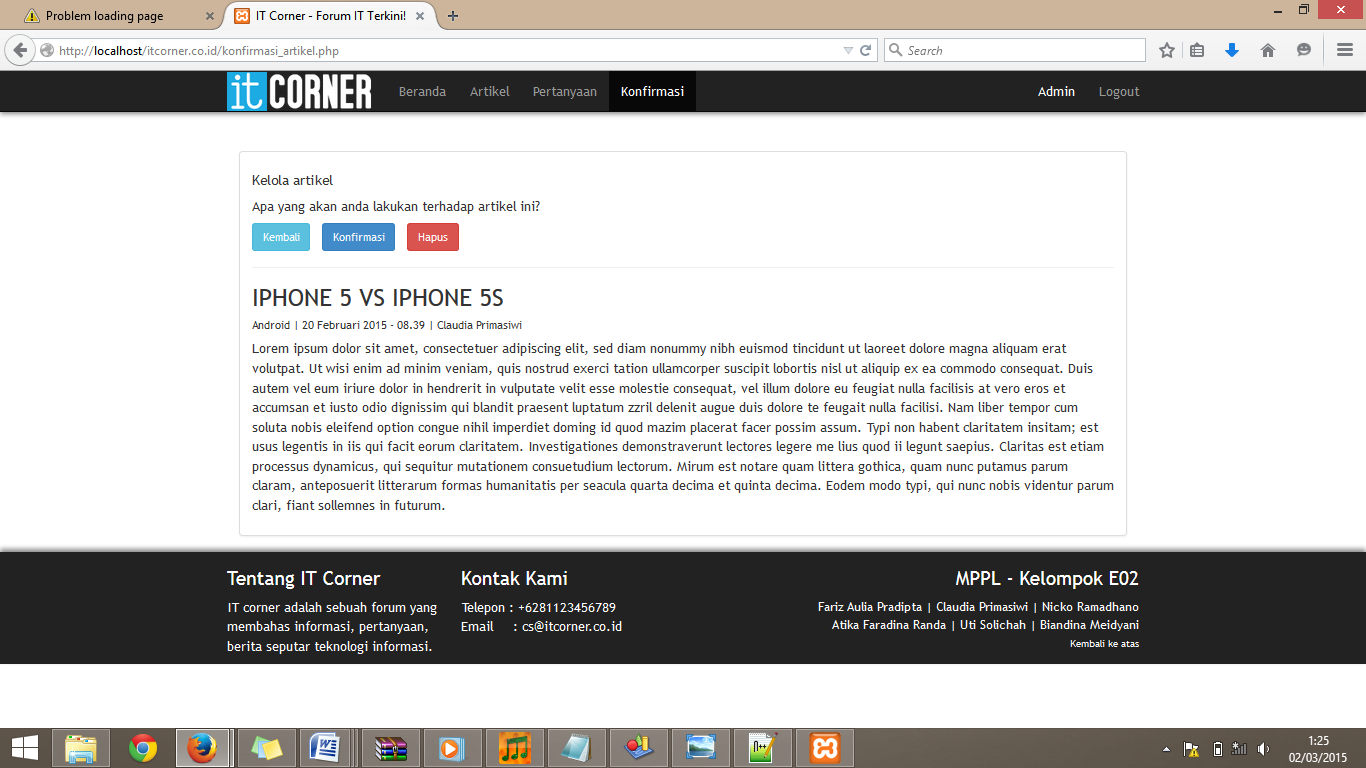 Problem loading page
IT Corner - Forum IT Terkini!
http://localhost/itcorner.co.id/konfirmasi_artikel.php
Search
it CORNER
Beranda
Artikel
Pertanyaan
Konfirmasi
Admin
Logout
Kelola artikel
Apa yang akan anda lakukan terhadap artikel ini?
Kembali
Konfirmasi
Hapus
IPHONE 5 VS IPHONE 5S
Android | 20 Februari 2015 - 08.39 | Claudia Primasiwi
Lorem ipsum dolor sit amet, consectetuer adipiscing elit, sed diam nonummy nibh euismod tincidunt ut laoreet dolore magna aliquam erat
volutpat. Ut wisi enim ad minim veniam, quis nostrud exerci tation ullamcorper suscipit lobortis nisl ut aliquip ex ea commodo consequat. Duis
autem vel eum iriure dolor in hendrerit in vulputate velit esse molestie consequat, vel illum dolore eu feugiat nulla facilisis at vero eros et
accumsan et iusto odio dignissim qui blandit praesent luptatum zzril delenit augue duis dolore te feugait nulla facilisi. Nam liber tempor cum
soluta nobis eleifend option congue nihil imperdiet doming id quod mazim placerat facer possim assum. Typi non habent claritatem insitam; est
usus legentis in iis qui facit eorum claritatem. Investigationes demonstraverunt lectores legere me lius quod ii legunt saepius. Claritas est etiam
processus dynamicus, qui sequitur mutationem consuetudium lectorum. Mirum est notare quam littera gothica, quam nunc putamus parum
claram, anteposuerit litterarum formas humanitatis per seacula quarta decima et quinta decima. Eodem modo typi, qui nunc nobis videntur parum
clari, fiant sollemnes in futurum.
Tentang IT Corner
IT corner adalah sebuah forum yang
membahas informasi, pertanyaan,
berita seputar teknologi informasi.
Kontak Kami
Telepon : +6281123456789
Email : cs@itcorner.co.id
MPPL - Kelompok E02
Fariz Aulia Pradipta | Claudia Primasiwi | Nicko Ramadhano
Atika Faradina Randa | Uti Solichah | Biandina Meidyani
Kembali ke atas
1:25
02/03/2015